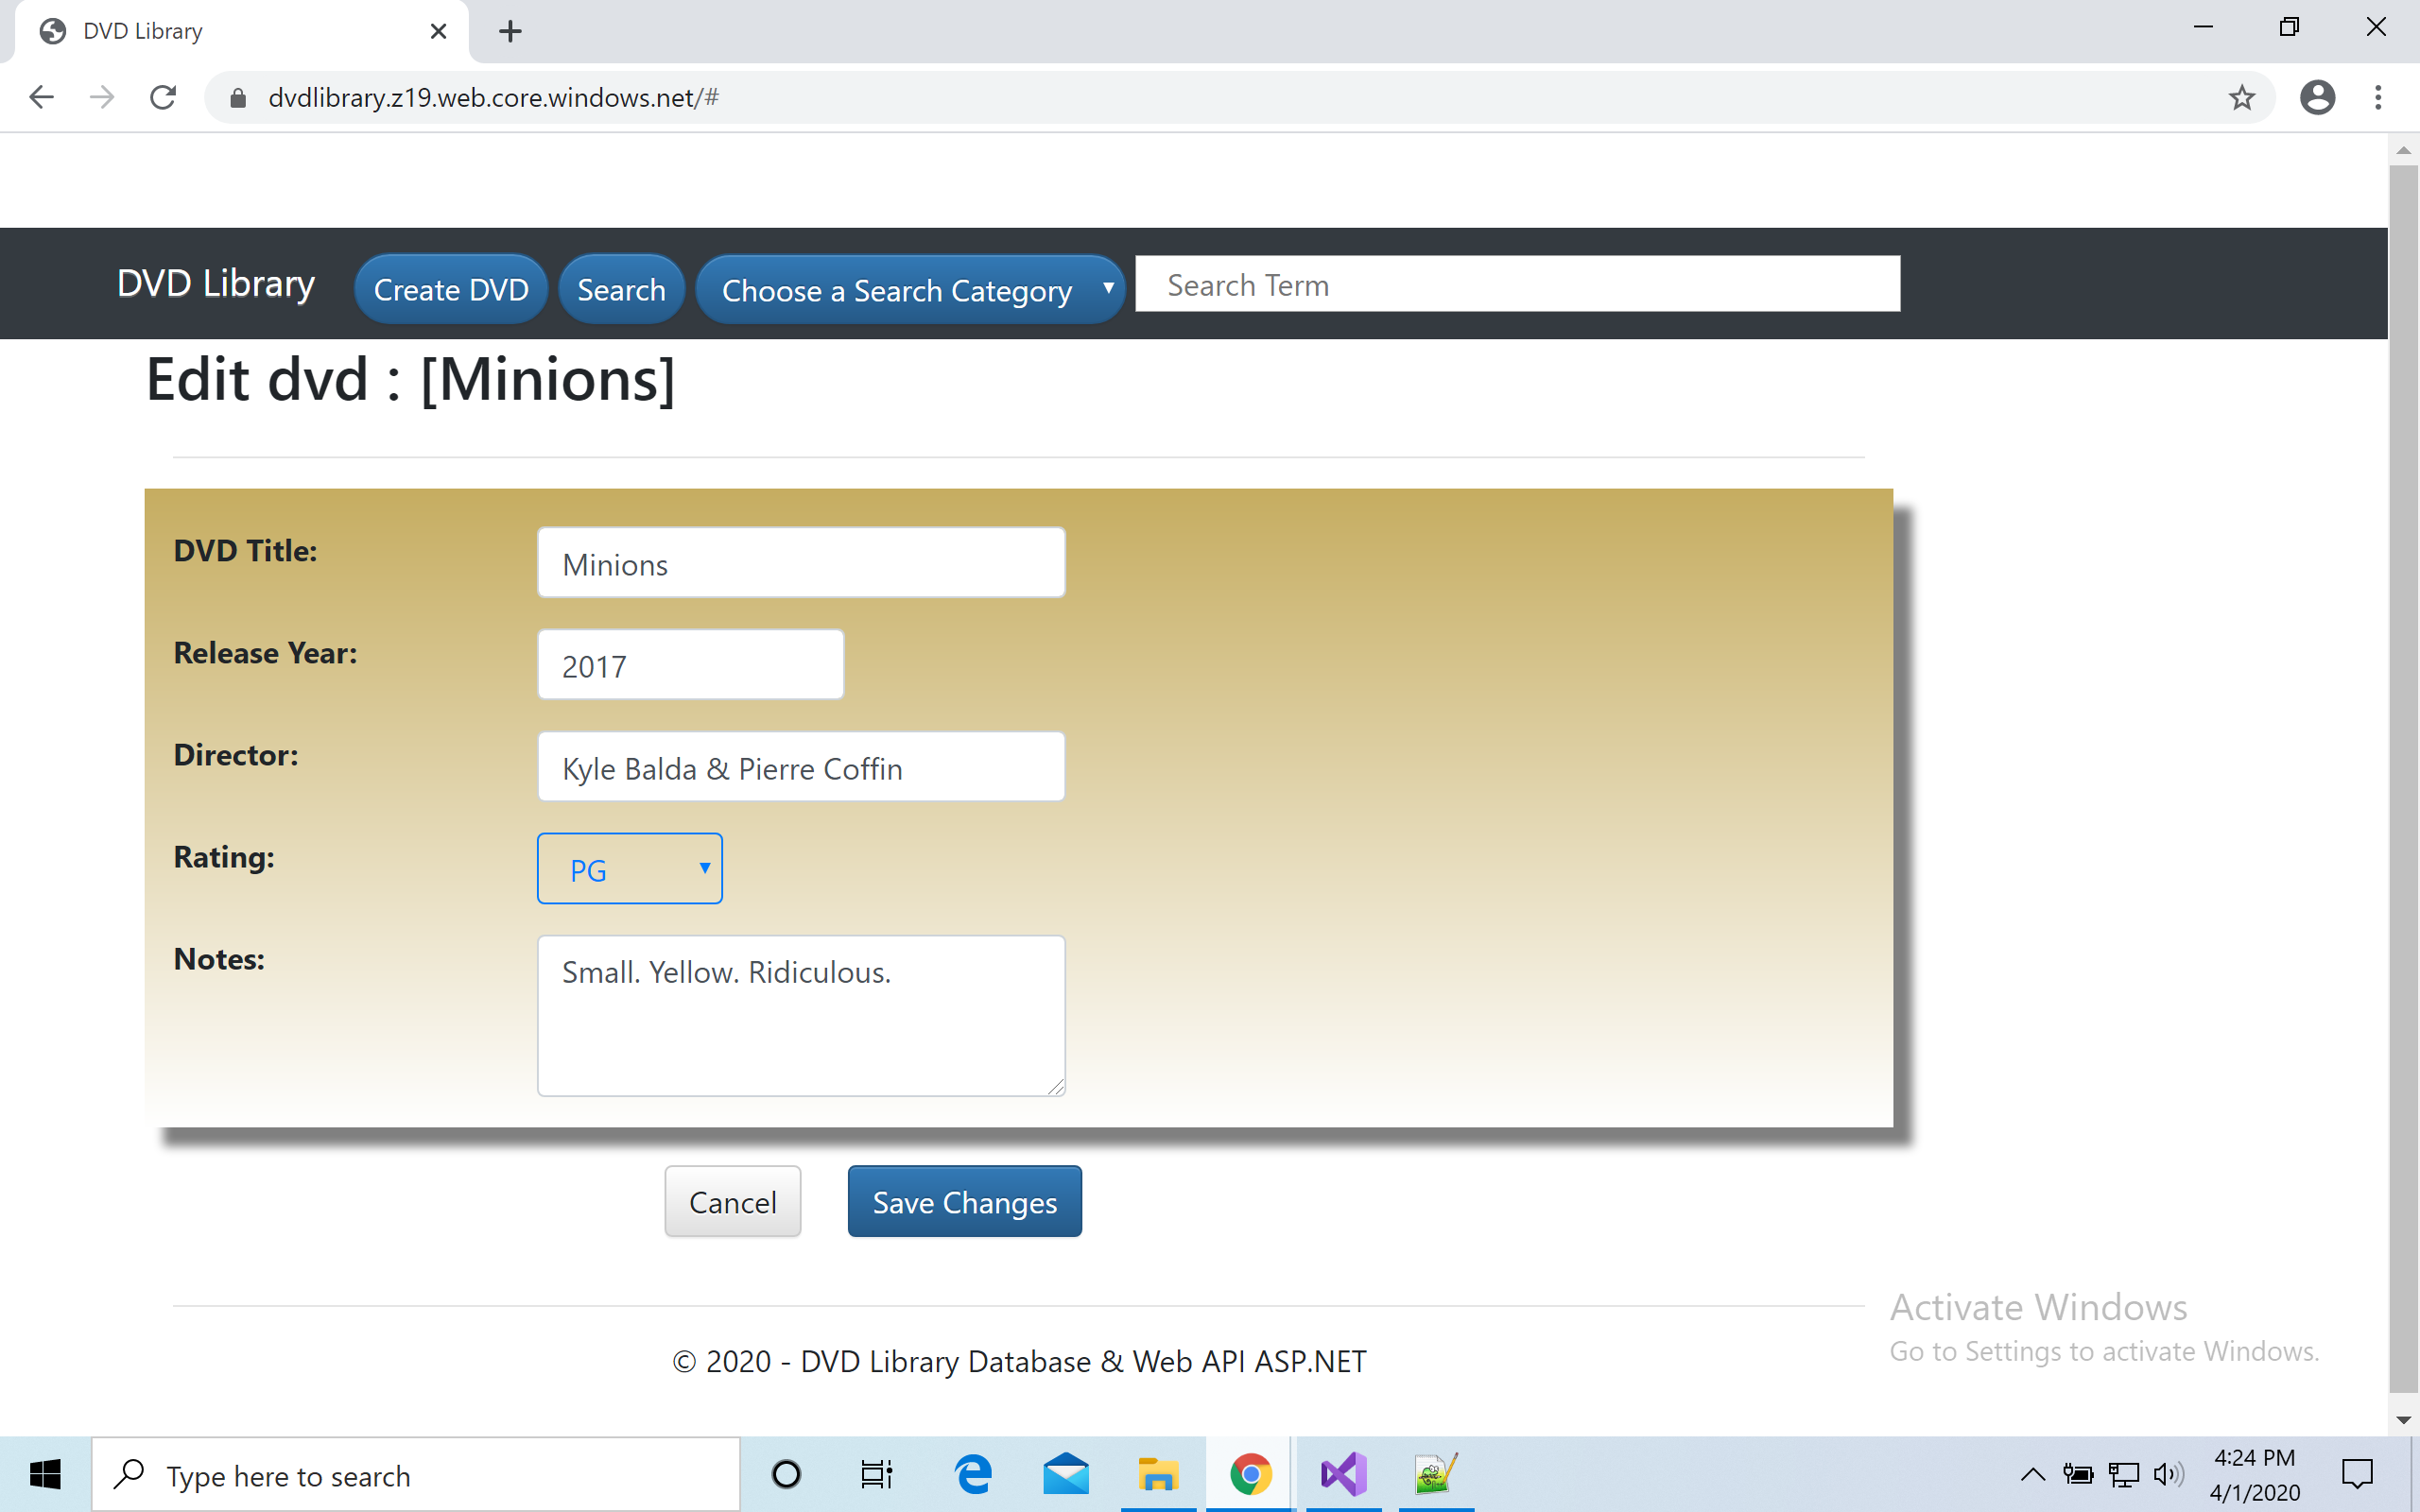 DVD Library
dvdlibrary.z19.web.core.windows.net/#
DVD Library Create DVD Search Choose a Search Category Search Term
Edit dvd : [Minions]
DVD Title: Minions
Release Year: 2017
Director: Kyle Balda & Pierre Coffin
Rating: PG
Notes: Small. Yellow. Ridiculous.
Cancel Save Changes
© 2020 - DVD Library Database & Web API ASP.NET
Activate Windows
Go to Settings to activate Windows.
Type here to search
4:24 PM
4/1/2020